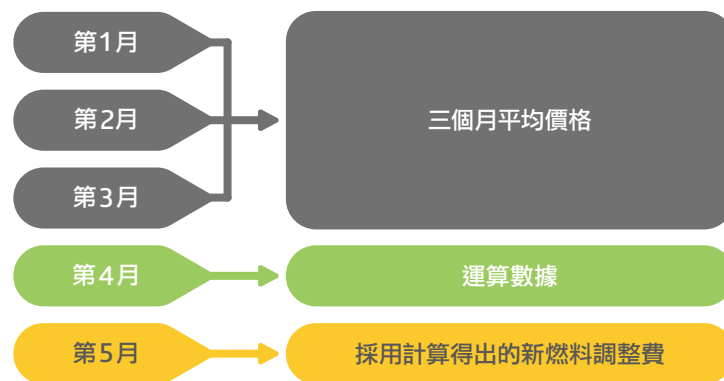 第1月
第2月
三個月平均價格
第3月
第4月
運算數據
第5月
採用計算得出的新燃料調整費